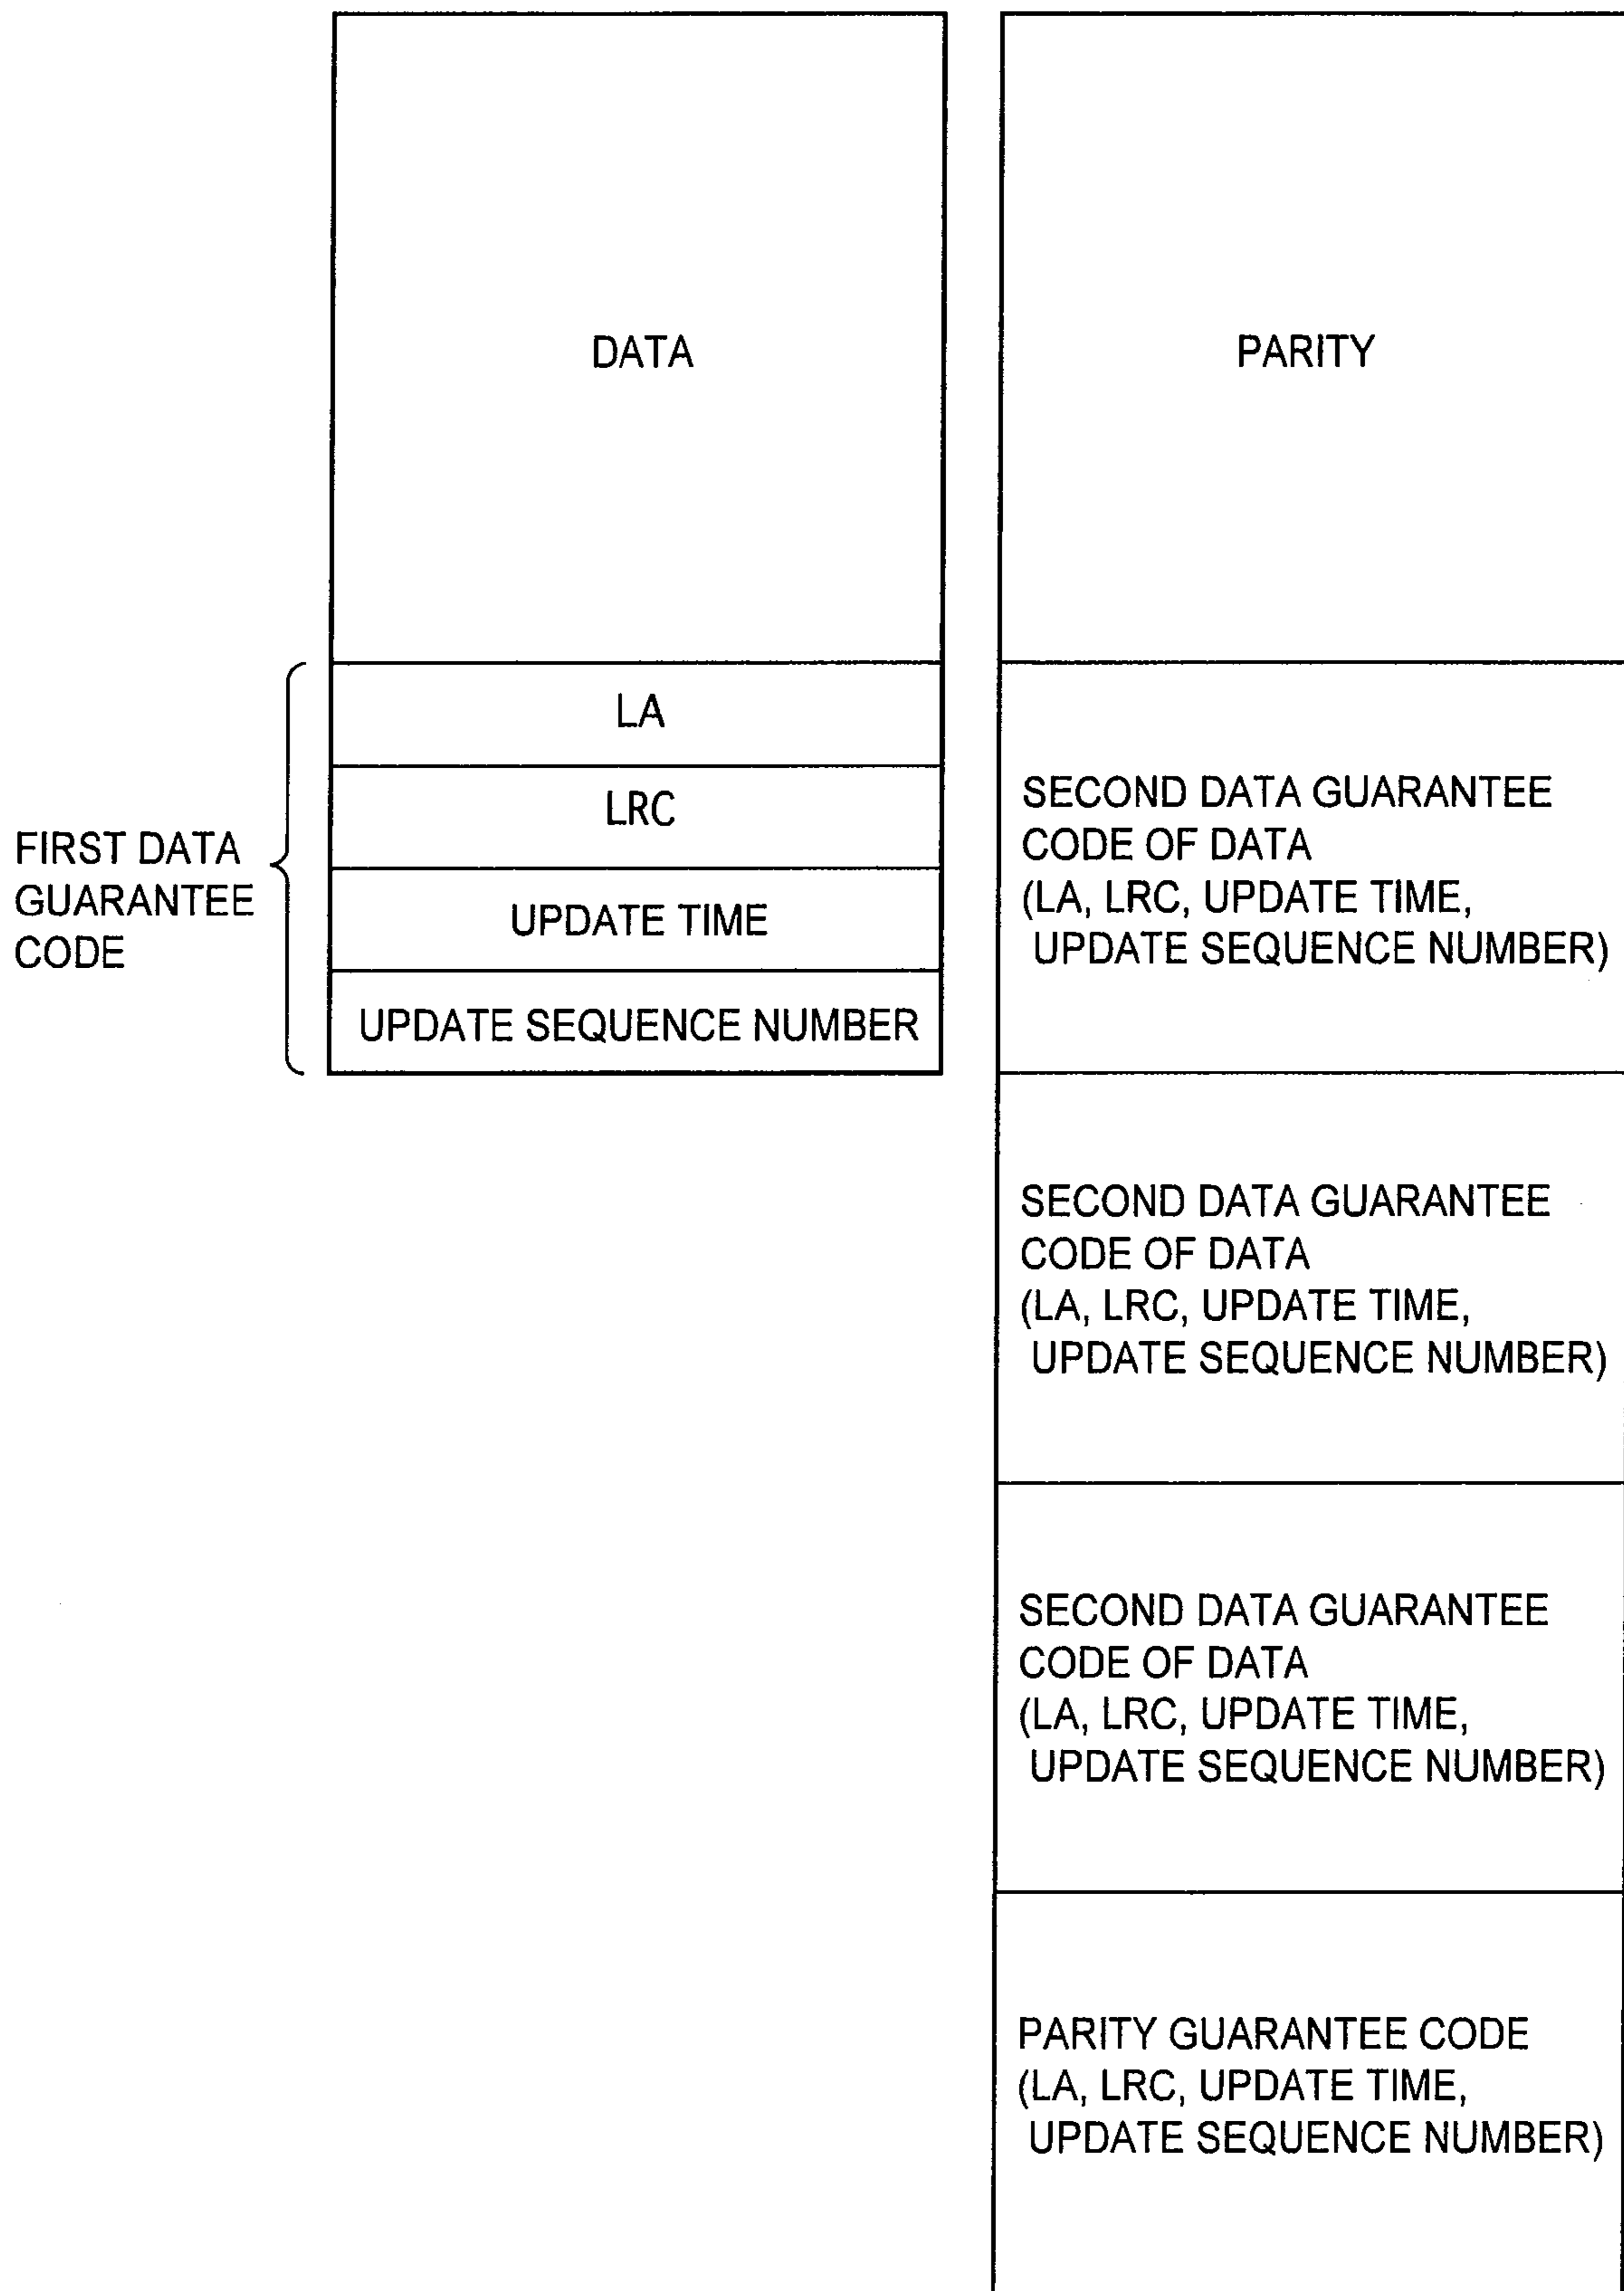 DATA
LA
LRC
UPDATE TIME
UPDATE SEQUENCE NUMBER
FIRST DATA
GUARANTEE
CODE
PARITY
SECOND DATA GUARANTEE
CODE OF DATA
(LA, LRC, UPDATE TIME,
UPDATE SEQUENCE NUMBER)
SECOND DATA GUARANTEE
CODE OF DATA
(LA, LRC, UPDATE TIME,
UPDATE SEQUENCE NUMBER)
SECOND DATA GUARANTEE
CODE OF DATA
(LA, LRC, UPDATE TIME,
UPDATE SEQUENCE NUMBER)
PARITY GUARANTEE CODE
(LA, LRC, UPDATE TIME,
UPDATE SEQUENCE NUMBER)